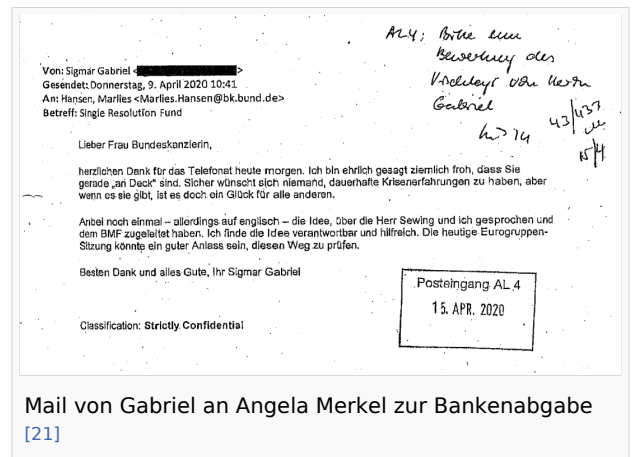 AL4; Bitte um
Bewertung des
Vorschlags von Herrn
Gabriel
43/433
15/4
Von: Sigmar Gabriel < >
Gesendet: Donnerstag, 9. April 2020 10:41
An: Hansen, Marlies <Marlies.Hansen@bk.bund.de>
Betreff: Single Resolution Fund
Lieber Frau Bundeskanzlerin,
herzlichen Dank für das Telefonat heute morgen. Ich bin ehrlich gesagt ziemlich froh, dass Sie
gerade „an Deck“ sind. Sicher wünscht sich niemand, dauerhafte Krisenerfahrungen zu haben, aber
wenn es sie gibt, ist es doch ein Glück für alle anderen.
Anbei noch einmal – allerdings auf englisch – die Idee, über die Herr Sewing und ich gesprochen und
dem BMF zugeleitet haben. Ich finde die Idee verantwortbar und hilfreich. Die heutige Eurogruppen-
Sitzung könnte ein guter Anlass sein, diesen Weg zu prüfen.
Besten Dank und alles Gute, Ihr Sigmar Gabriel
Posteingang AL 4
15. APR. 2020
Classification: Strictly Confidential
Mail von Gabriel an Angela Merkel zur Bankenabgabe
[21]